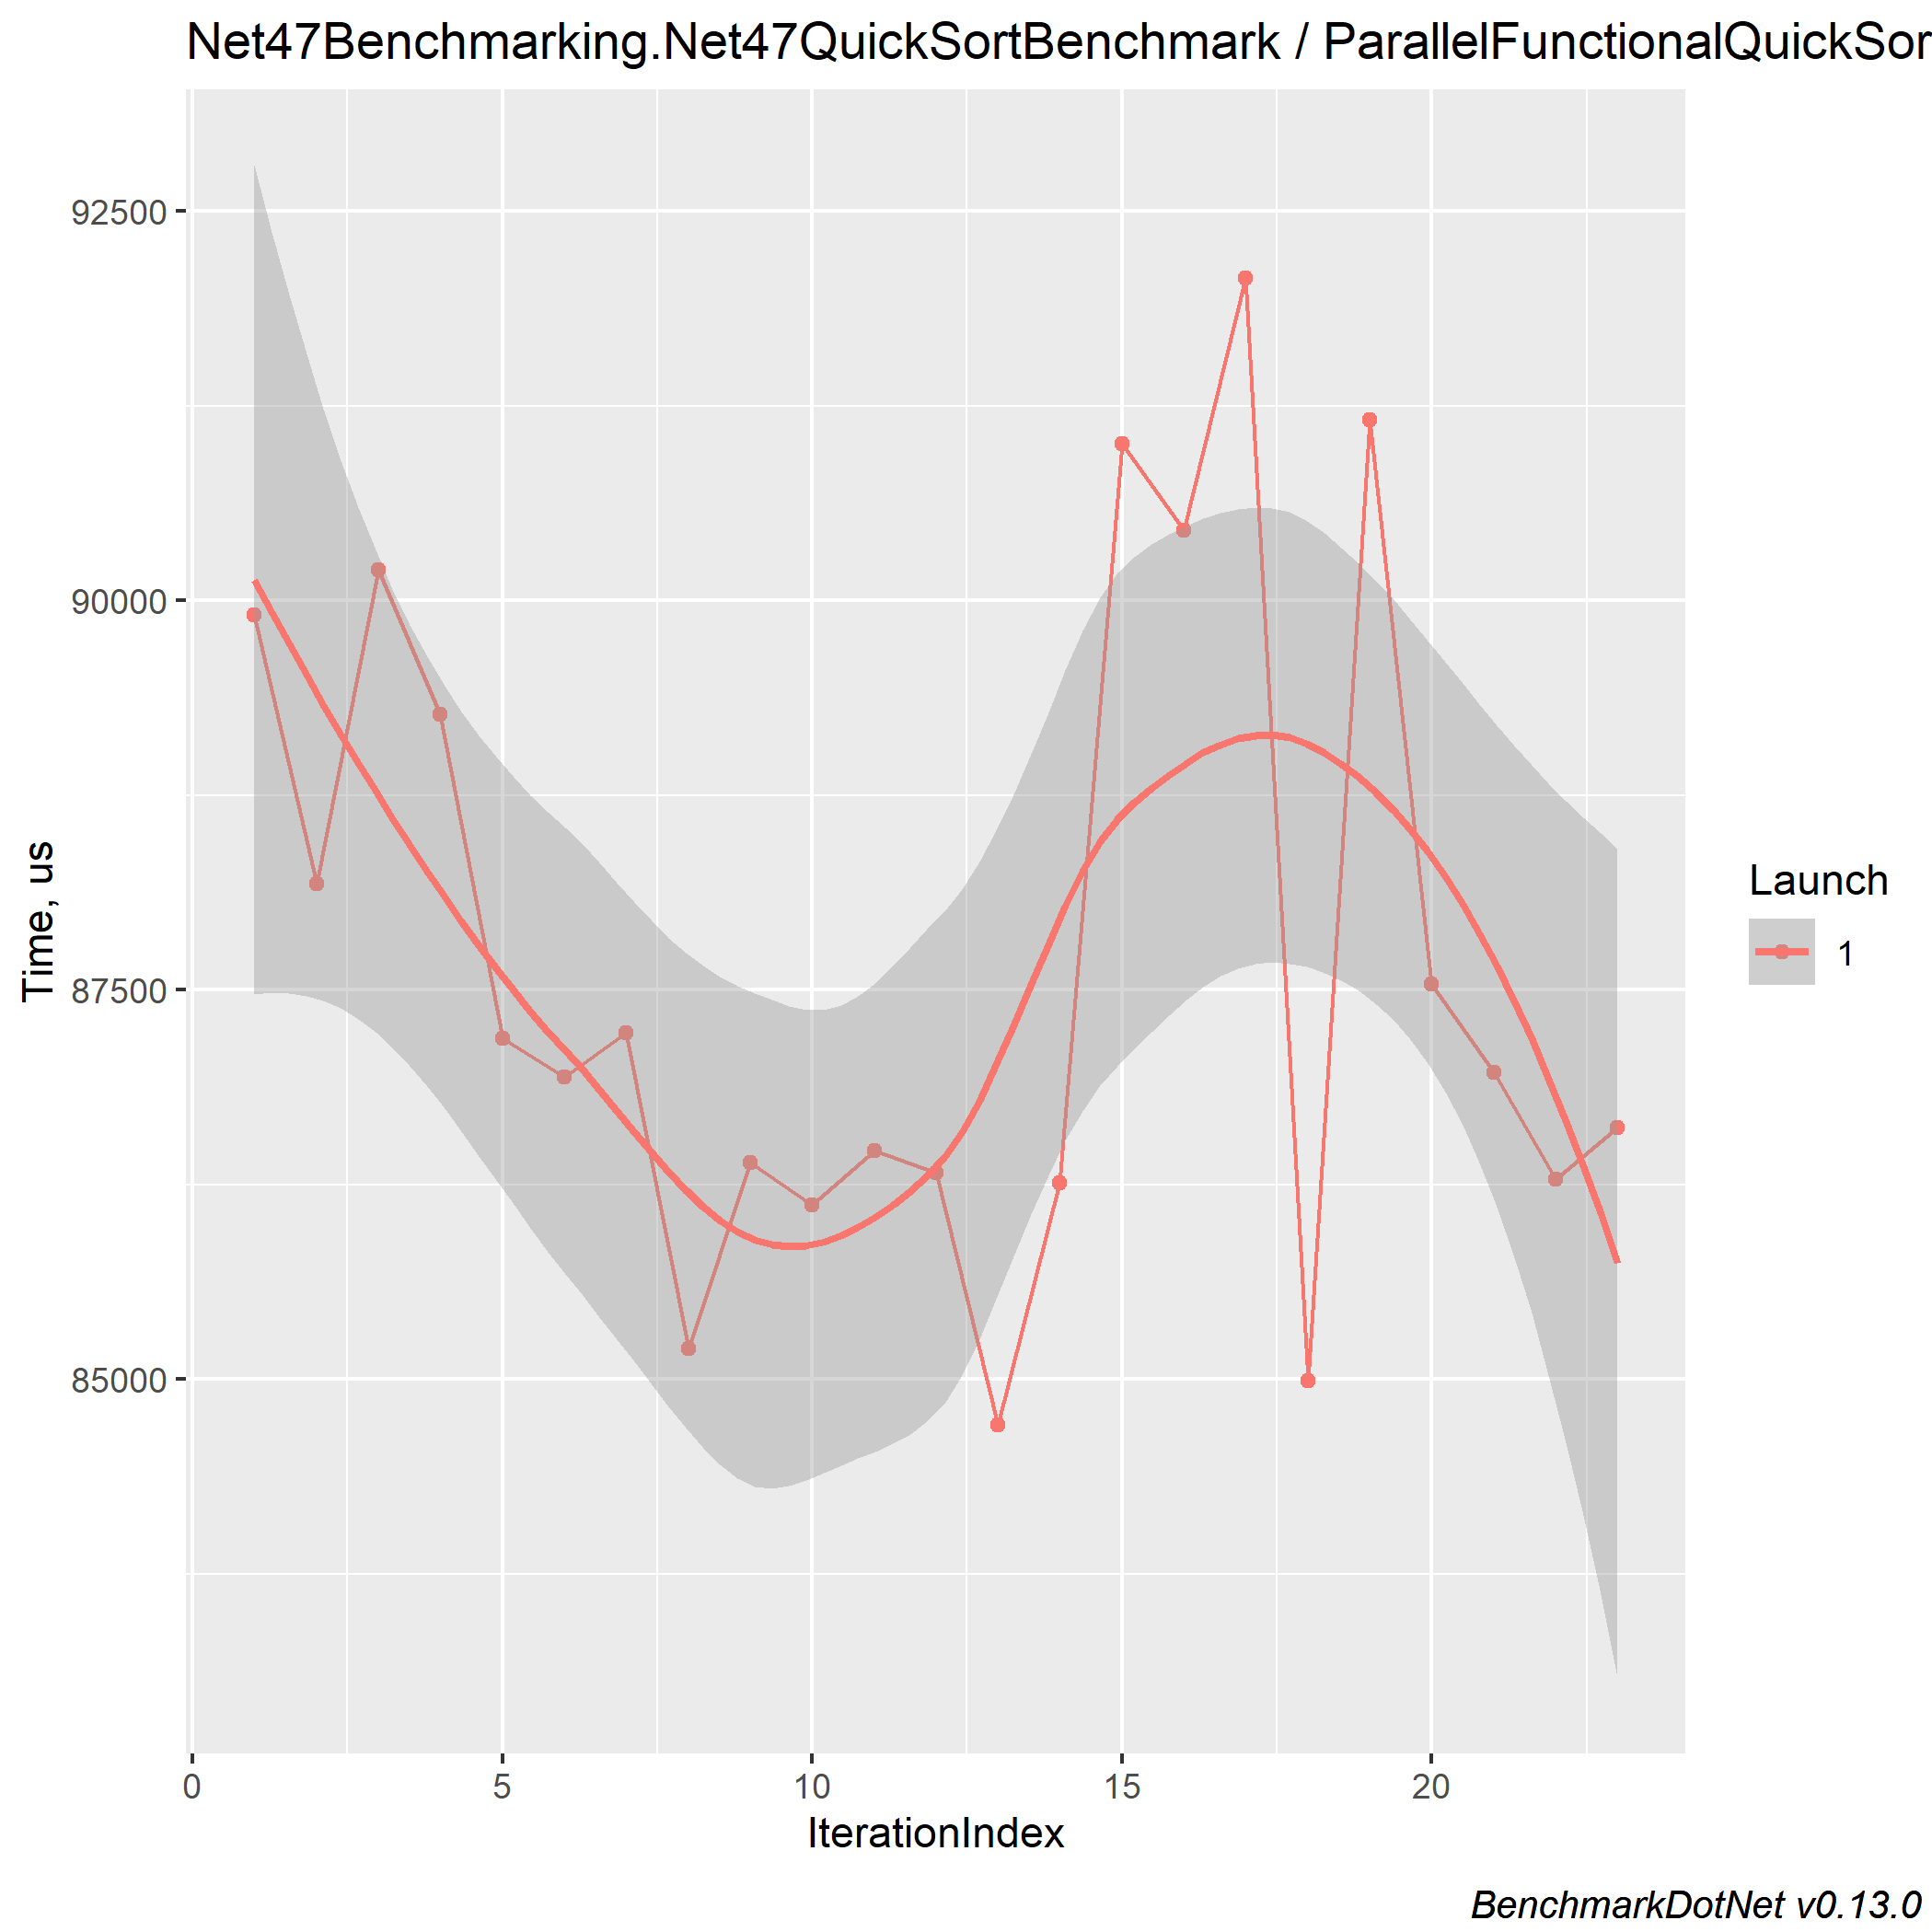 Net47Benchmarking.Net47QuickSortBenchmark / ParallelFunctionalQuickSor
92500
90000
87500
85000
Time, us
0 5 10 15 20
IterationIndex
Launch
1
BenchmarkDotNet v0.13.0